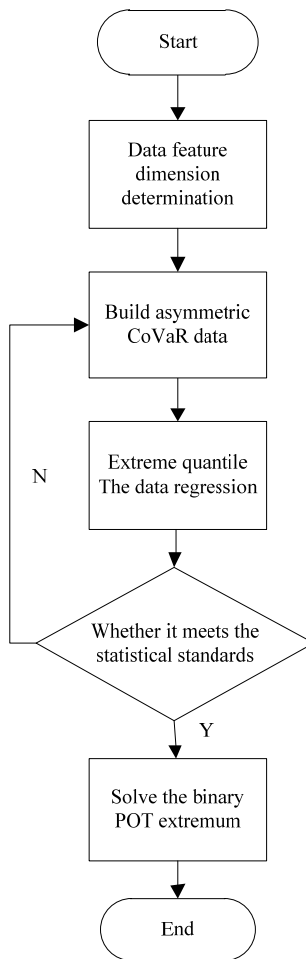 Start
Data feature
dimension
determination
Build asymmetric
CoVaR data
Extreme quantile
The data regression
N
Whether it meets the
statistical standards
Y
Solve the binary
POT extremum
End